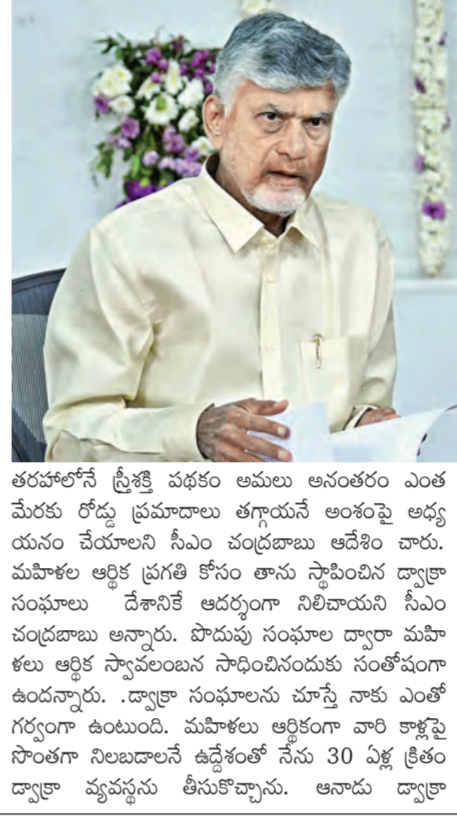 తరహాలోనే స్త్రీశక్తి పథకం అమలు అనంతరం ఎంత
మేరకు రోడ్డు ప్రమాదాలు తగ్గాయనే అంశంపై అధ్య
యనం చేయాలని సీఎం చంద్రబాబు ఆదేశిం చారు.
మహిళల ఆర్థిక ప్రగతి కోసం తాను స్థాపించిన డ్వాక్రా
సంఘాలు దేశానికే ఆదర్శంగా నిలిచాయని సీఎం
చంద్రబాబు అన్నారు. పొదుపు సంఘాల ద్వారా మహి
ళలు ఆర్థిక స్వావలంబన సాధించినందుకు సంతోషంగా
ఉందన్నారు. .డ్వాక్రా సంఘాలను చూస్తే నాకు ఎంతో
గర్వంగా ఉంటుంది. మహిళలు ఆర్థికంగా వారి కాళ్లపై
సొంతగా నిలబడాలనే ఉద్దేశంతో నేను 30 ఏళ్ల క్రితం
డ్వాక్రా వ్యవస్థను తీసుకొచ్చాను. ఆనాడు డ్వాక్రా